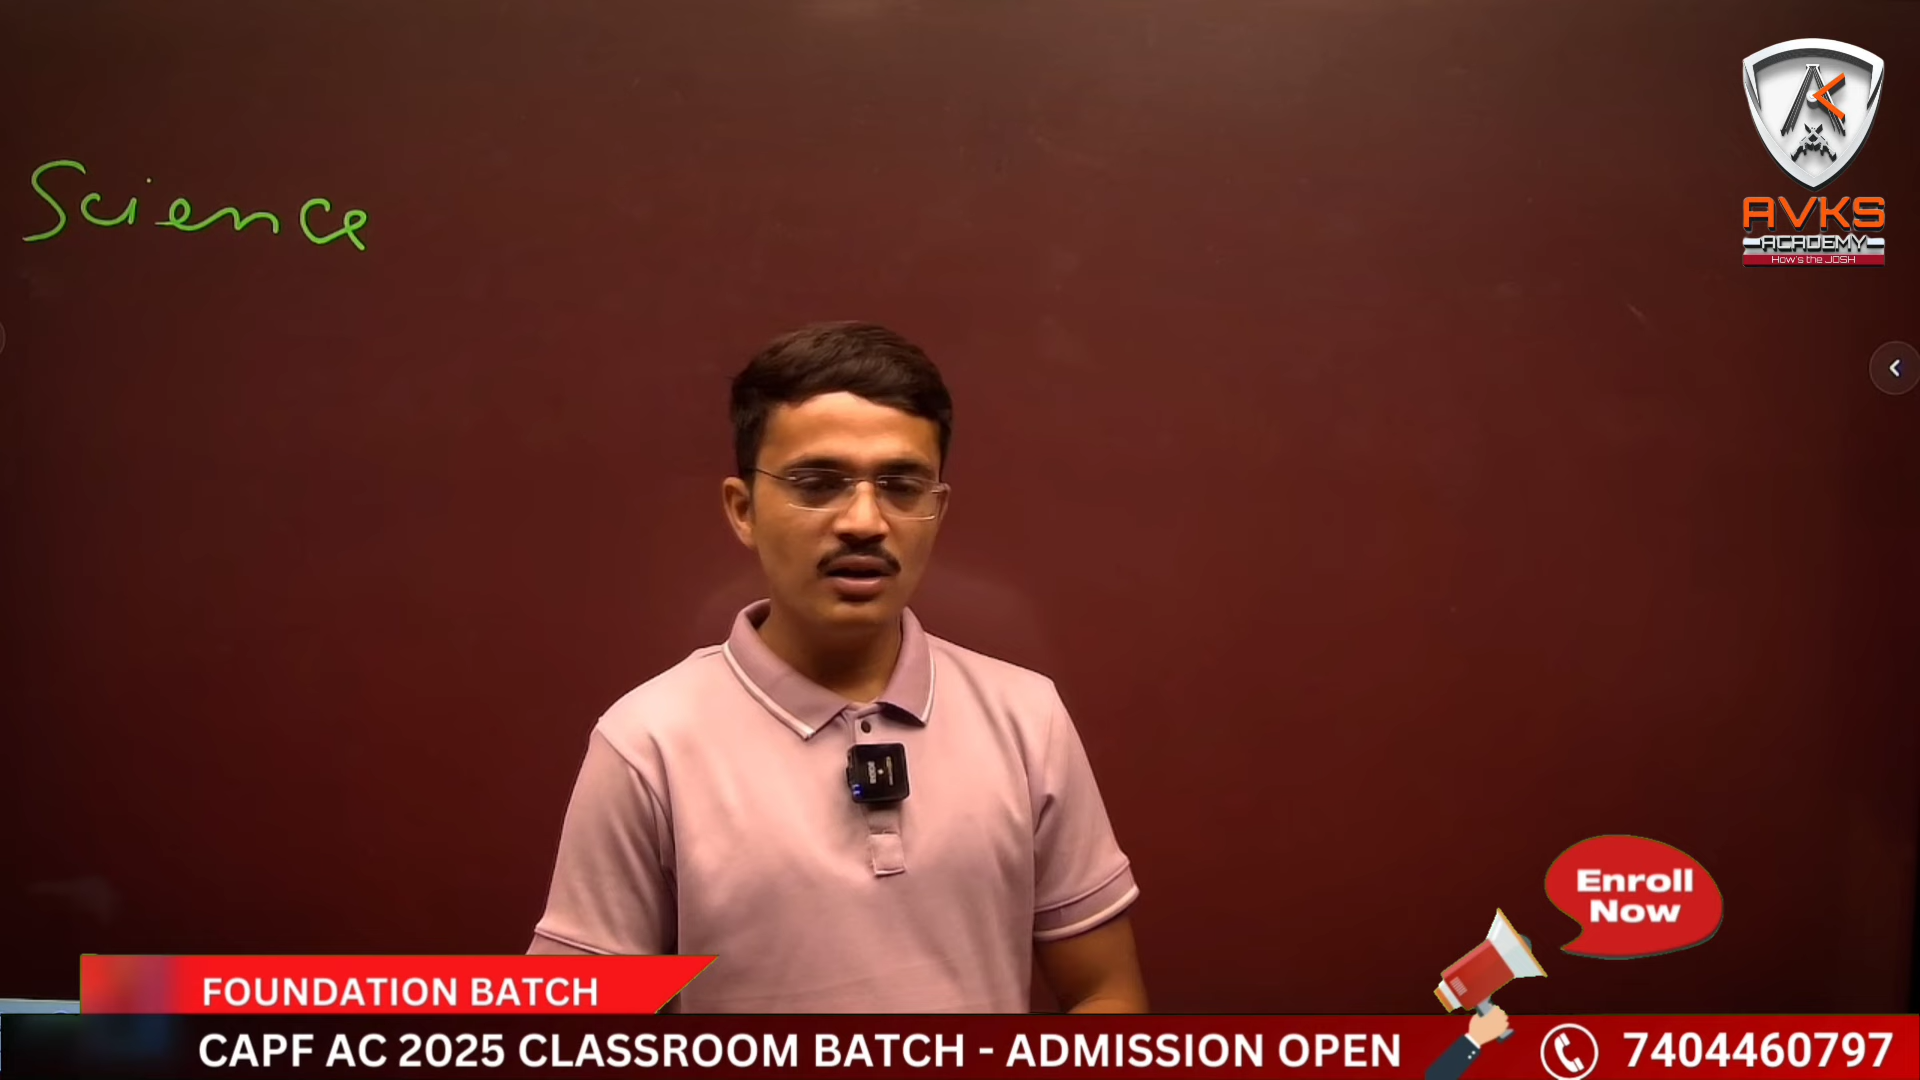 Science
AVKS
ACADEMY
How's the JOSH
Enroll
Now
FOUNDATION BATCH
CAPF AC 2025 CLASSROOM BATCH - ADMISSION OPEN
7404460797